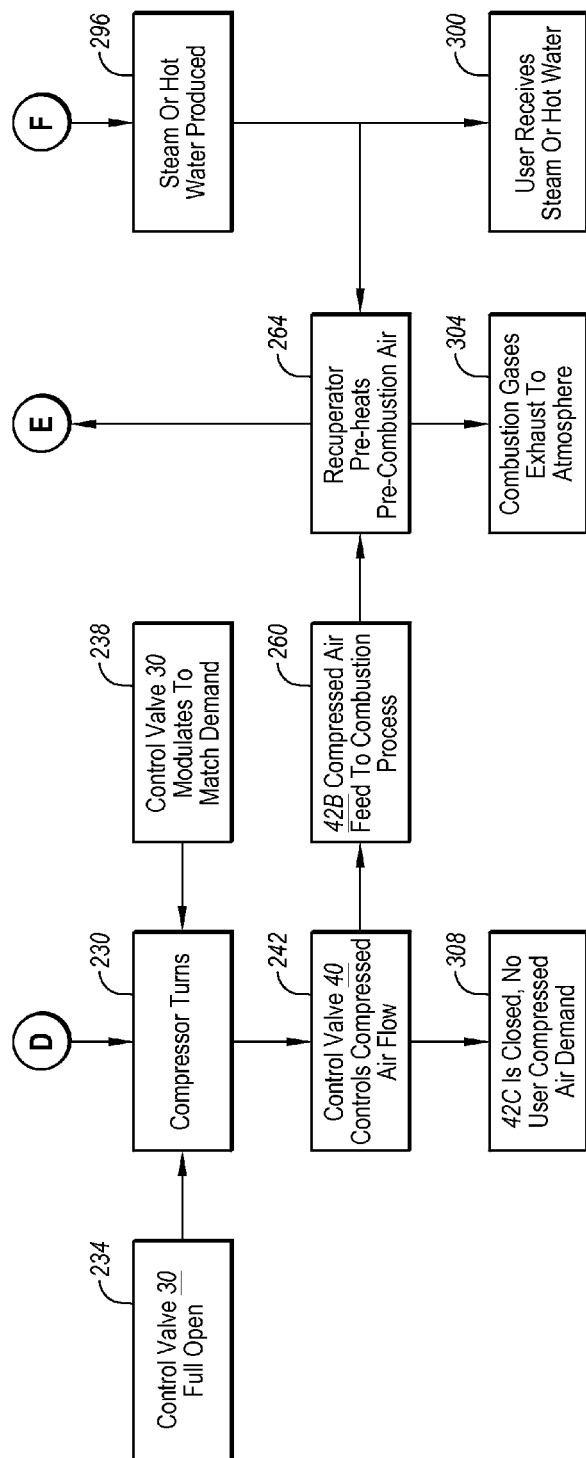 D
E
F
234
Control Valve 30
Full Open
230
Compressor Turns
238
Control Valve 30
Modulates To
Match Demand
296
Steam Or Hot
Water Produced
242
Control Valve 40
Controls Compressed
Air Flow
260
42B Compressed Air
Feed To Combustion
Process
264
Recuperator
Pre-heats
Pre-Combustion Air
308
42C Is Closed, No
User Compressed
Air Demand
304
Combustion Gases
Exhaust To
Atmosphere
300
User Receives
Steam Or Hot Water